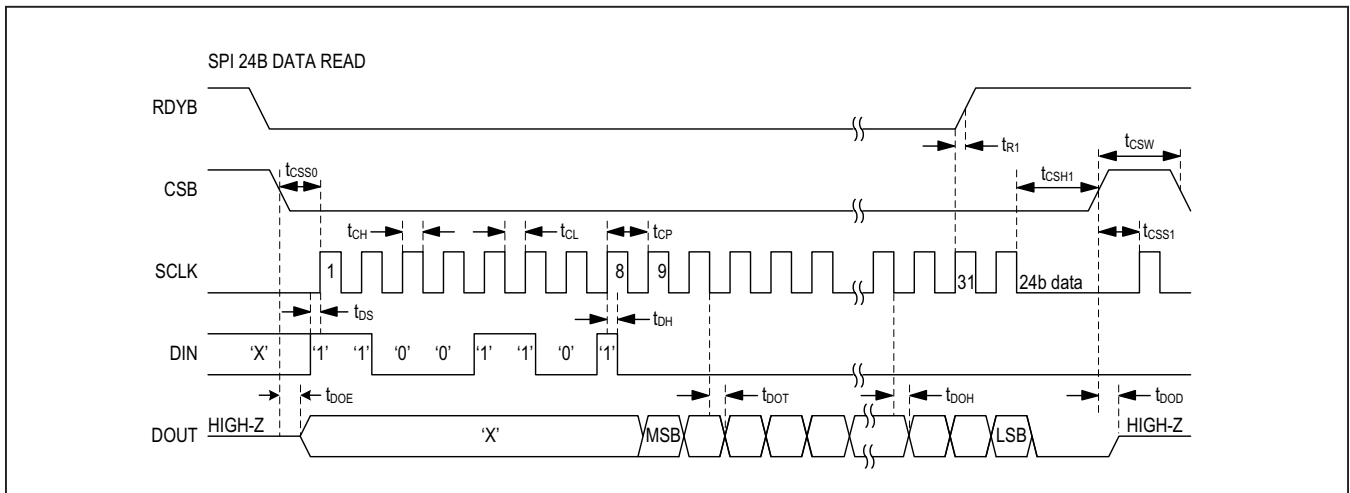 SPI 24B DATA READ
RDYB
tR1
tCSW
tCSS0
tCSH1
CSB
tCH
tCL
tCP
tCSS1
SCLK
1
8
9
31
24b data
tDS
tDH
DIN
‘X’ ‘1’ ‘1’ ‘0’ ‘0’ ‘1’ ‘1’ ‘0’ ‘1’
tDOE
tDOT
tDOH
tDOD
DOUT
HIGH-Z
‘X’
MSB
LSB
HIGH-Z